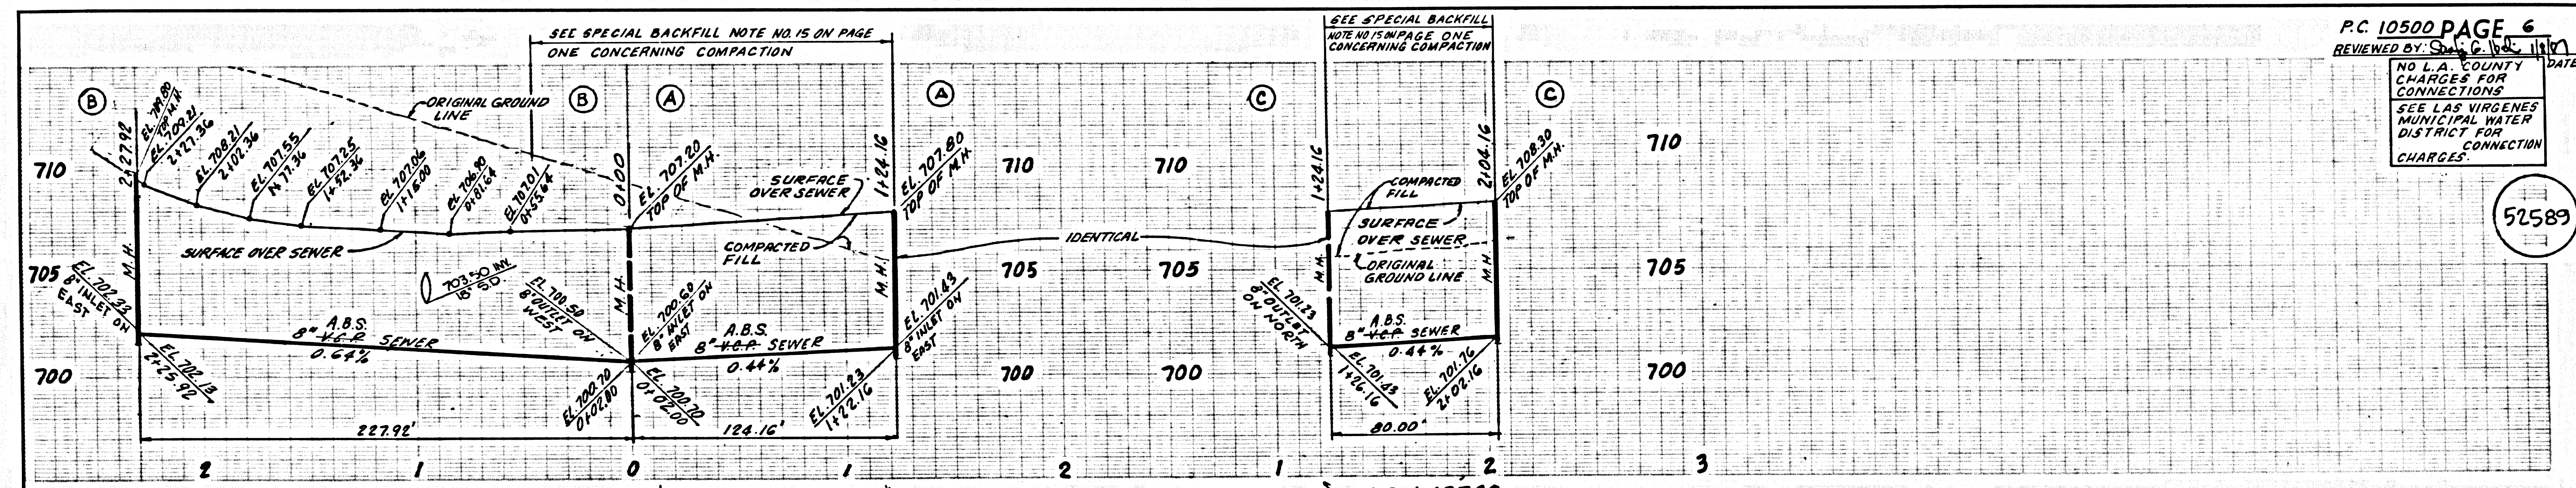 SEE SPECIAL BACKFILL NOTE NO. 15 ON PAGE
ONE CONCERNING COMPACTION
SEE SPECIAL BACKFILL
NOTE NO 15 ON PAGE ONE
CONCERNING COMPACTION
P.C. 10500 PAGE 6
REVIEWED BY:
DATE
NO L.A. COUNTY
CHARGES FOR
CONNECTIONS
SEE LAS VIRGENES
MUNICIPAL WATER
DISTRICT FOR
CONNECTION
CHARGES.
52589
B
2+27.92
M.H.
EL 709.80
TOP M.H.
EL 709.21
2+27.36
EL 708.21
2+02.36
EL 707.55
1+77.36
EL 707.25
1+52.36
EL 707.06
1+15.00
EL 706.90
0+81.64
EL 707.01
0+55.64
ORIGINAL GROUND
LINE
B
A
0+00
M.H.
EL 707.20
TOP OF M.H.
SURFACE
OVER SEWER
1+24.16
M.H.
A
EL 707.80
TOP OF M.H.
SURFACE OVER SEWER
COMPACTED
FILL
703.50 INV.
18" S.D.
EL 702.33
8" INLET ON
EAST
EL 700.50
8" OUTLET ON
WEST
EL 700.60
8" INLET ON
EAST
EL 701.43
8" INLET ON
EAST
A.B.S.
8" V.C.P. SEWER
0.64%
A.B.S.
8" V.C.P. SEWER
0.44%
EL 702.13
2+25.92
EL 700.70
0+02.80
EL 700.70
0+02.00
EL 701.23
1+22.16
227.92'
124.16'
IDENTICAL
C
1+24.16
M.H.
COMPACTED
FILL
SURFACE
OVER SEWER
ORIGINAL
GROUND LINE
2+04.16
M.H.
C
EL 708.30
TOP OF M.H.
EL 701.23
8" OUTLET
ON NORTH
A.B.S.
8" V.C.P. SEWER
0.44%
EL 701.43
1+26.16
EL 701.76
2+02.16
80.00'
710 710 710 710
705 705 705 705
700 700 700 700
2 1 0 1 2 1 2 3